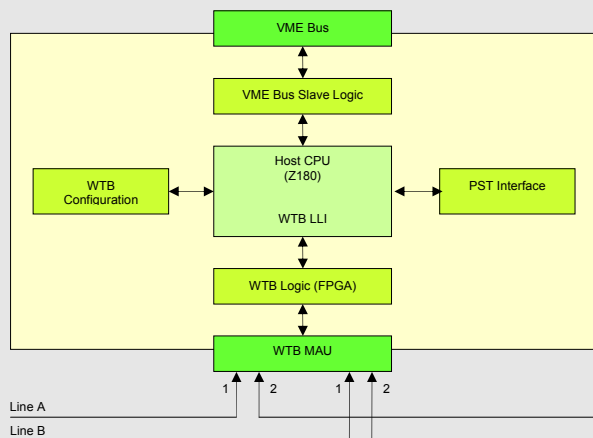 VME Bus
VME Bus Slave Logic
Host CPU
(Z180)
WTB LLI
WTB
Configuration
PST Interface
WTB Logic (FPGA)
WTB MAU
1
2
1
2
Line A
Line B